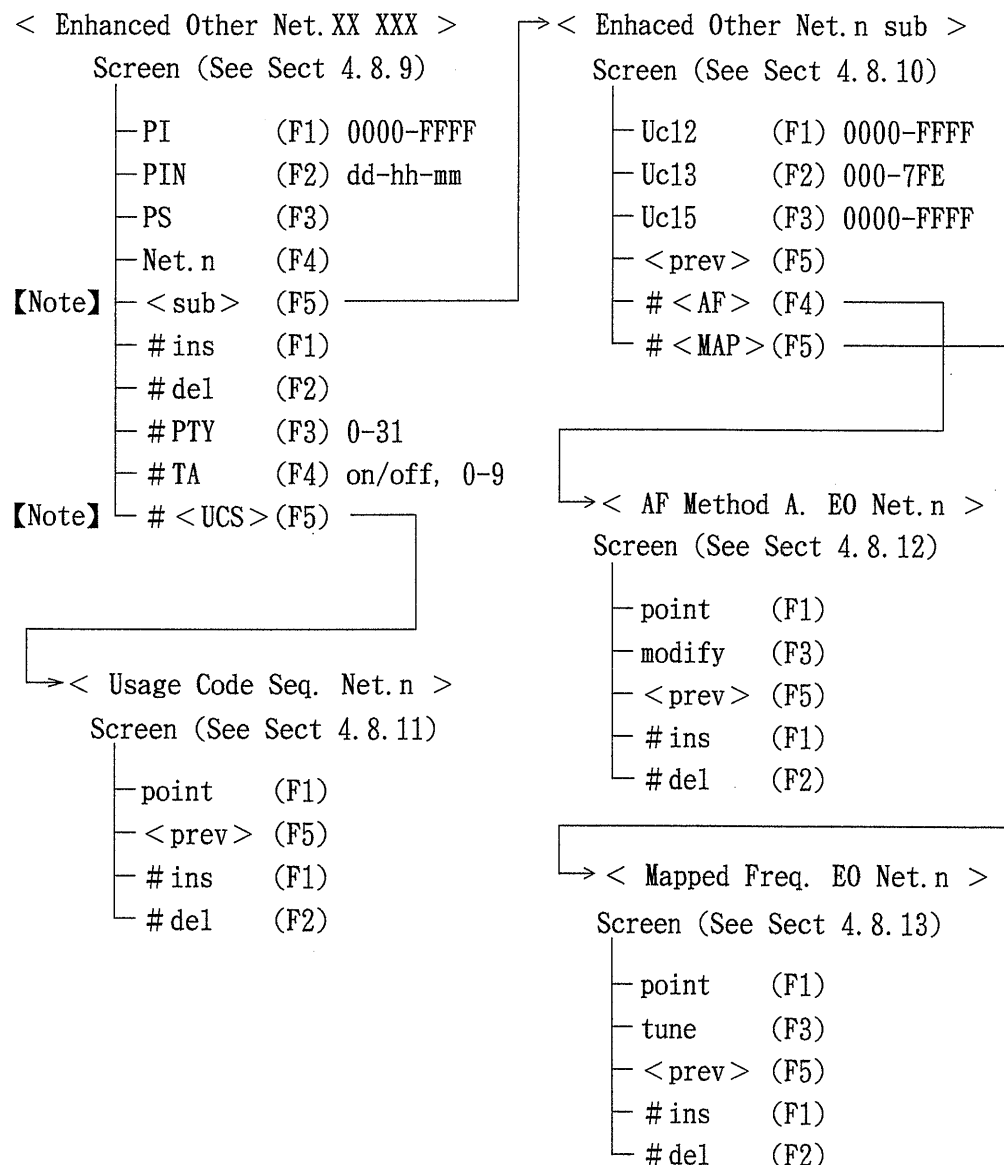 < Enhanced Other Net.XX XXX >
Screen (See Sect 4.8.9)
PI (F1) 0000-FFFF
PIN (F2) dd-hh-mm
PS (F3)
Net.n (F4)
【Note】 <sub> (F5)
#ins (F1)
#del (F2)
#PTY (F3) 0-31
#TA (F4) on/off, 0-9
【Note】 #<UCS>(F5)
< Usage Code Seq. Net.n >
Screen (See Sect 4.8.11)
point (F1)
<prev> (F5)
#ins (F1)
#del (F2)
< Enhaced Other Net.n sub >
Screen (See Sect 4.8.10)
Uc12 (F1) 0000-FFFF
Uc13 (F2) 000-7FE
Uc15 (F3) 0000-FFFF
<prev> (F5)
#<AF> (F4)
#<MAP>(F5)
< AF Method A. EO Net.n >
Screen (See Sect 4.8.12)
point (F1)
modify (F3)
<prev> (F5)
#ins (F1)
#del (F2)
< Mapped Freq. EO Net.n >
Screen (See Sect 4.8.13)
point (F1)
tune (F3)
<prev> (F5)
#ins (F1)
#del (F2)